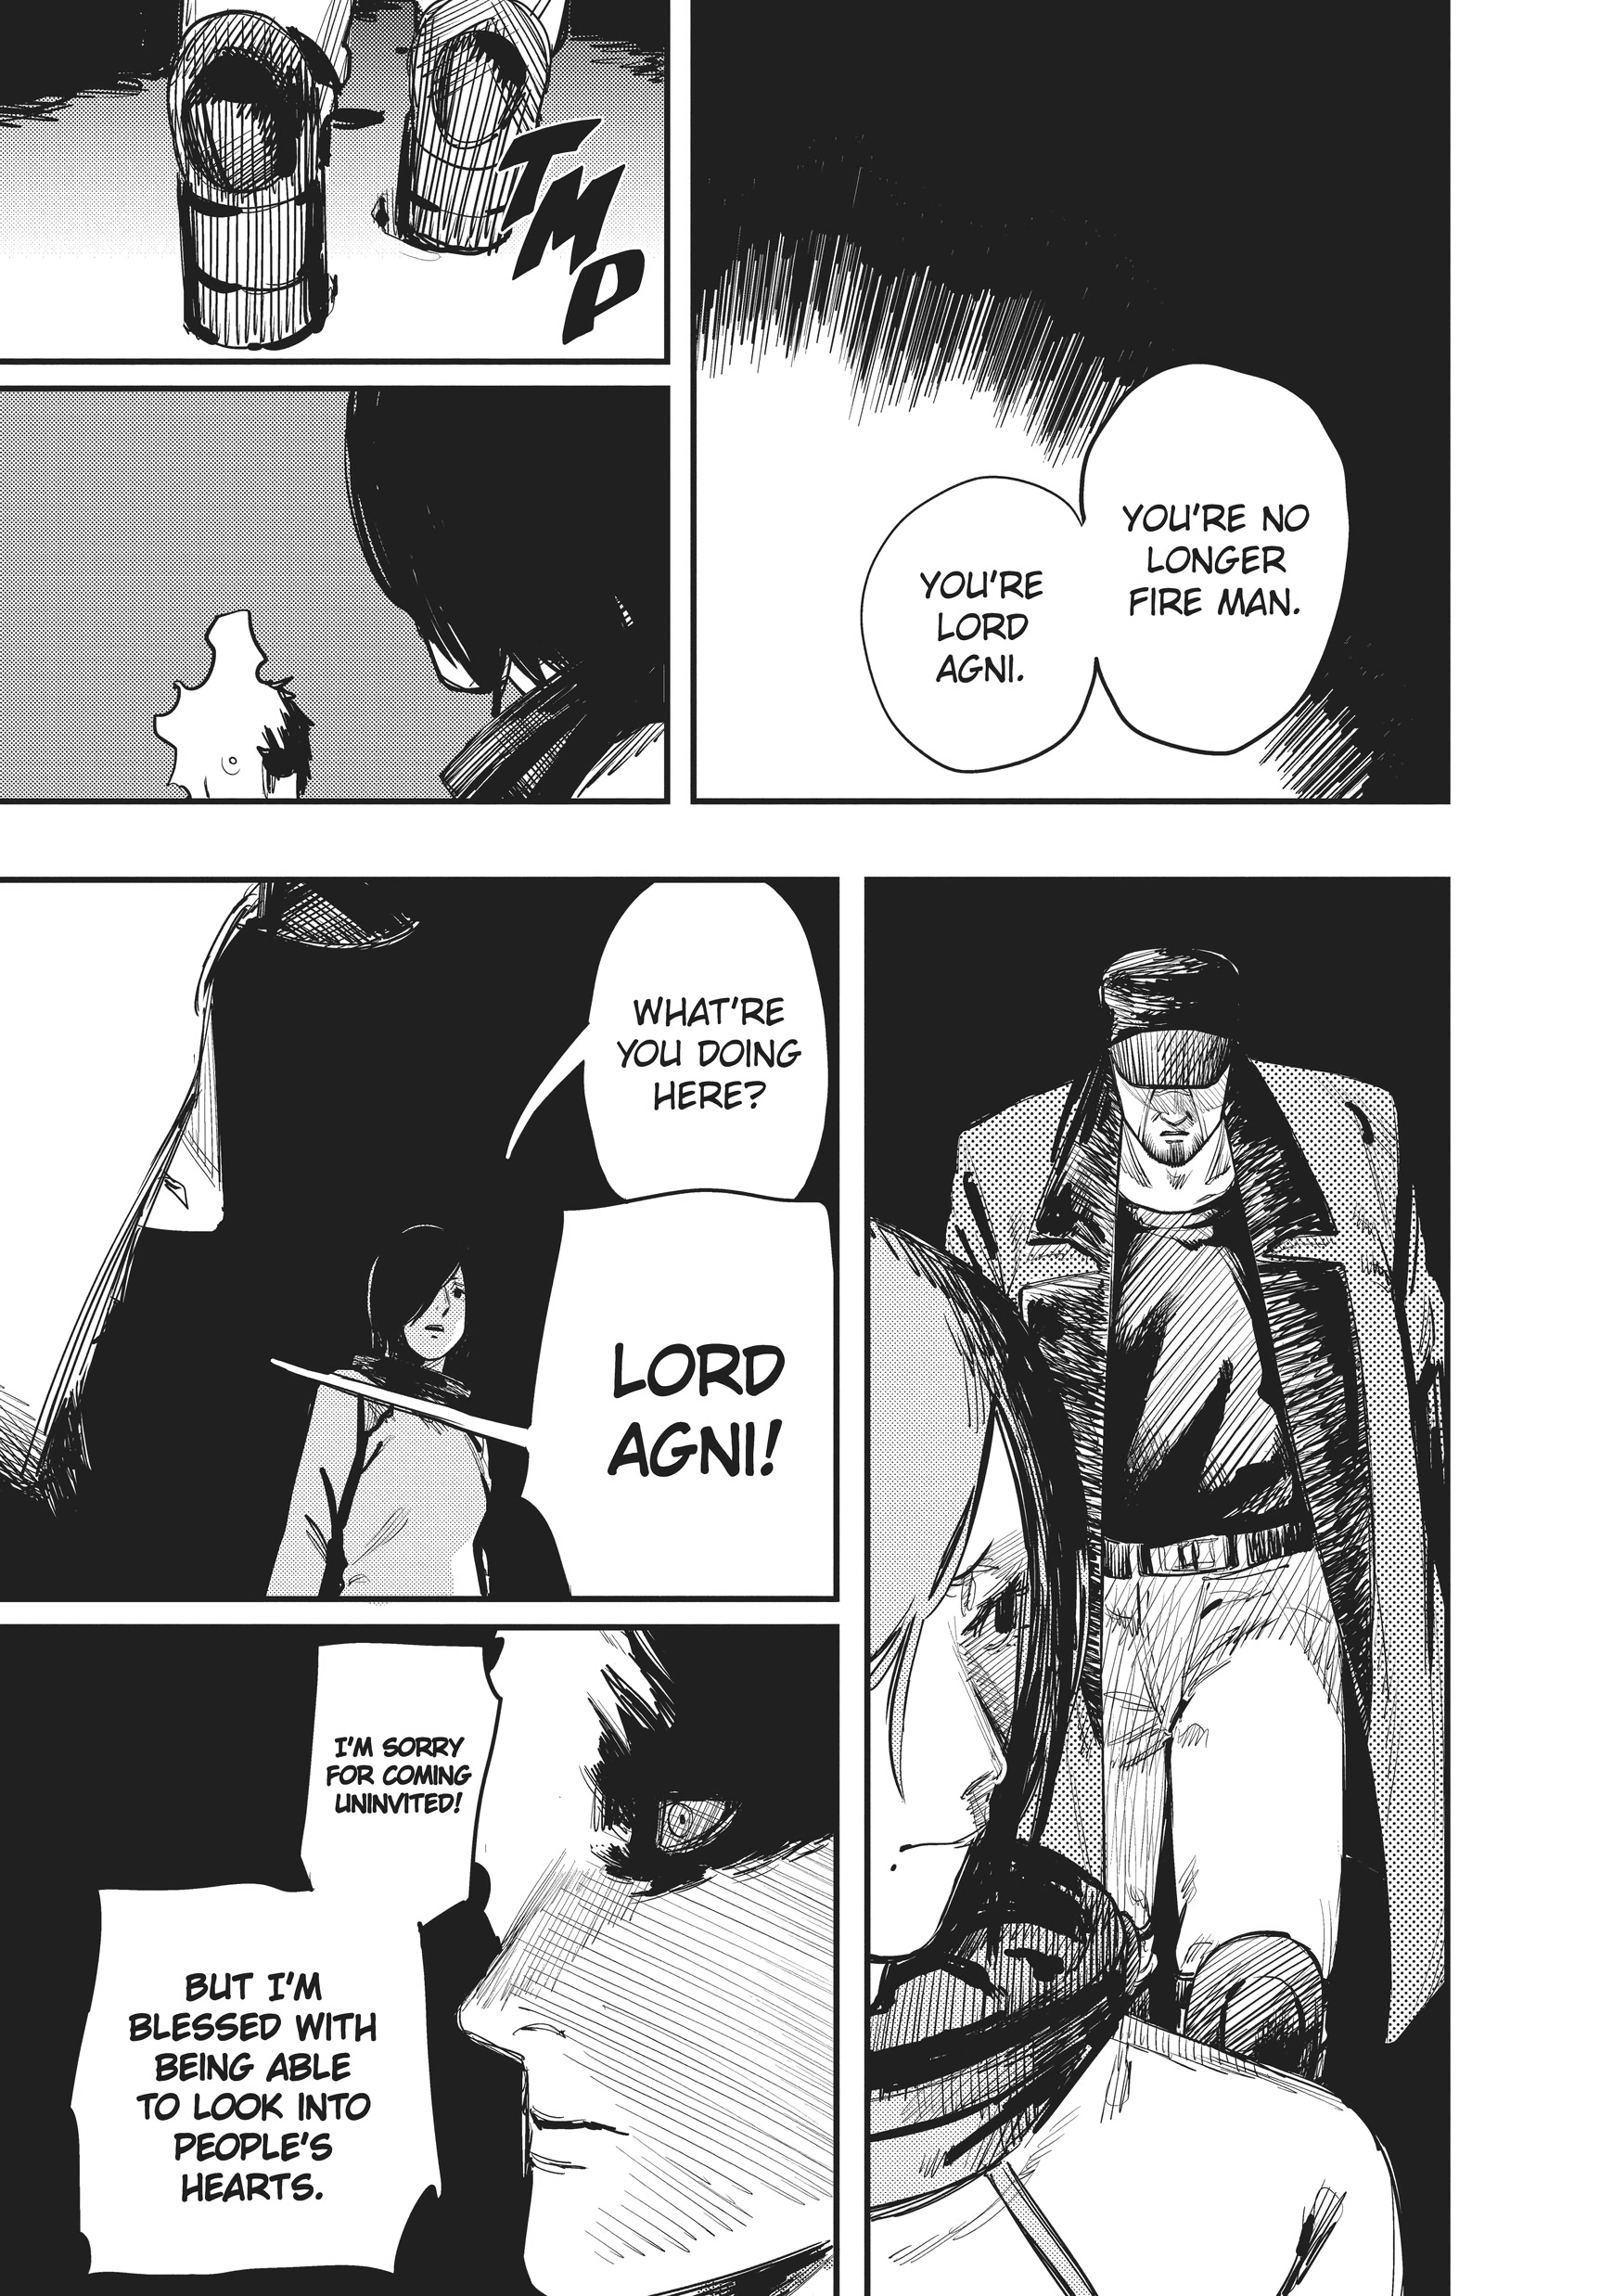 YOU'RE NO
LONGER
FIRE MAN.
YOU'RE
LORD
AGNI.
TMP
WHAT'RE
YOU DOING
HERE?
LORD
AGNI!
I'M SORRY
FOR COMING
UNINVITED!
BUT I'M
BLESSED WITH
BEING ABLE
TO LOOK INTO
PEOPLE'S
HEARTS.